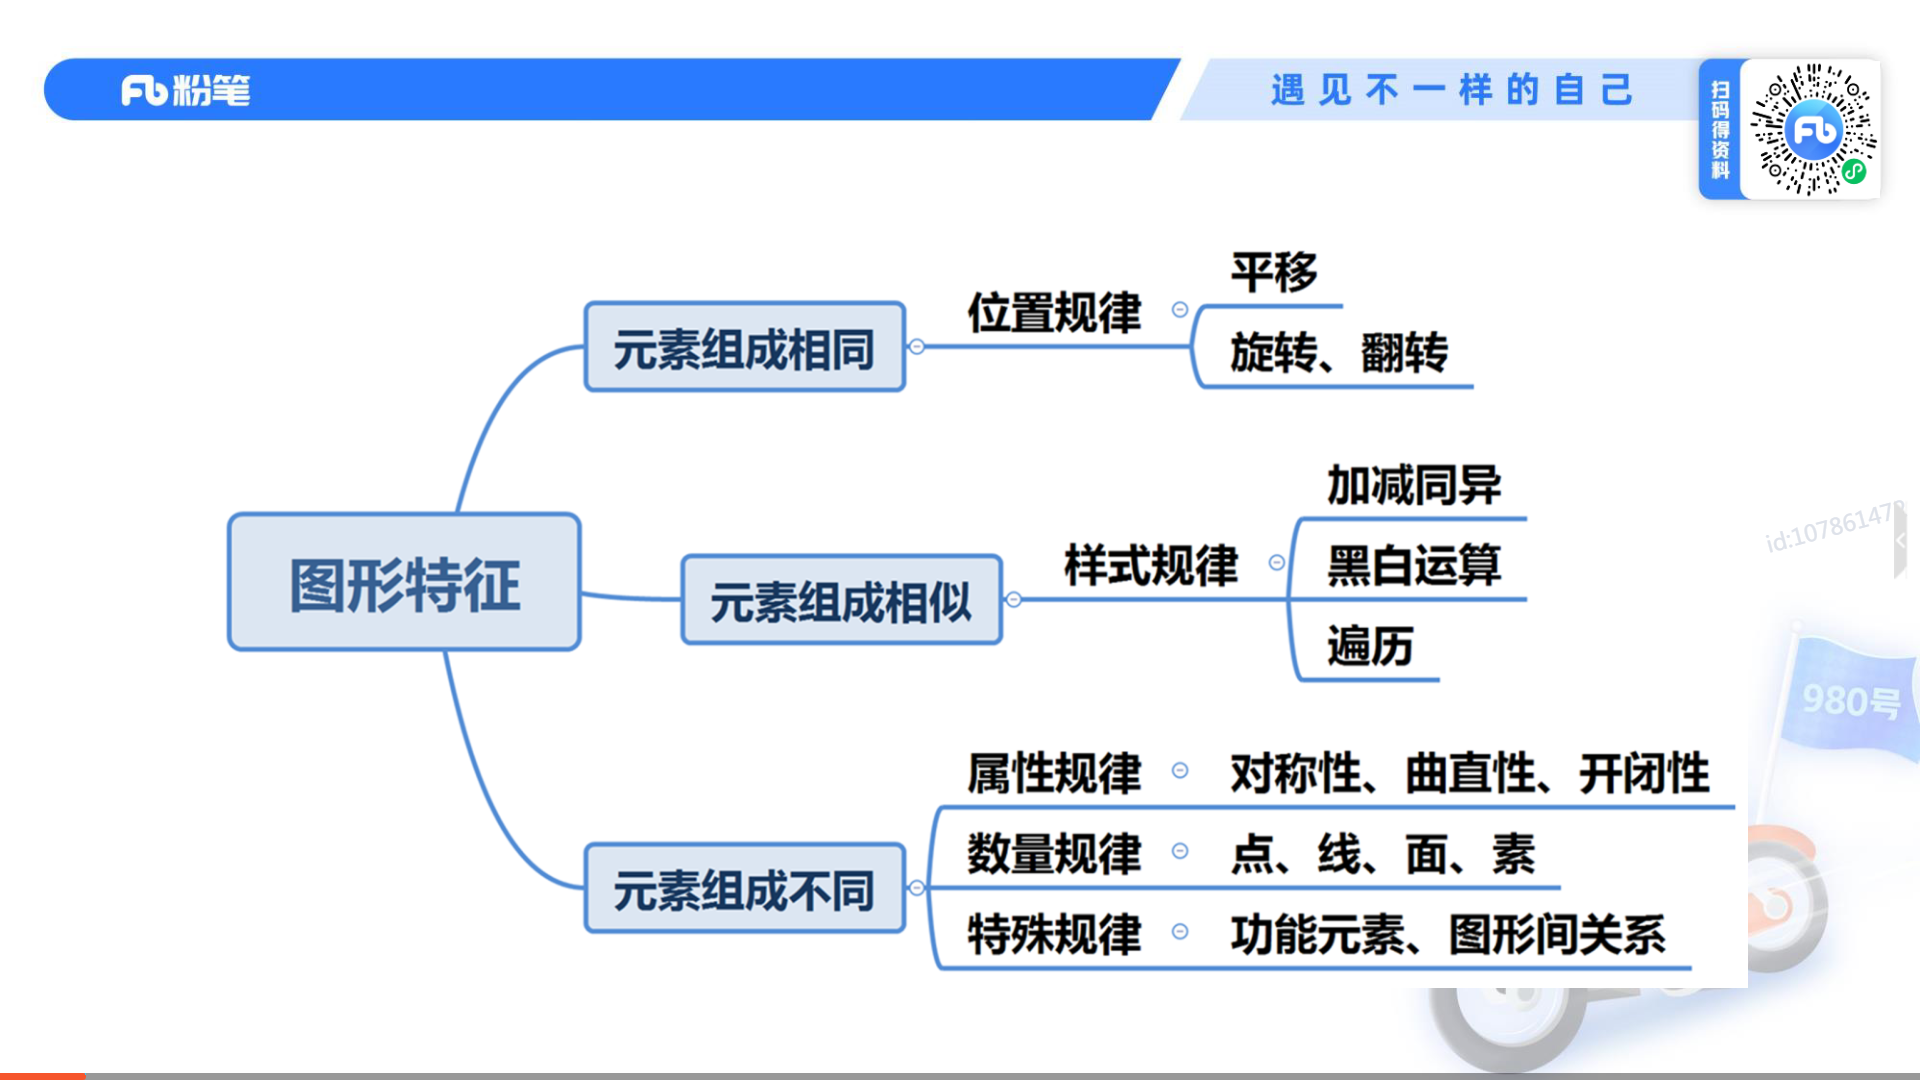 Fb粉笔
遇见不一样的自己
扫码得资料
Fb
平移
位置规律
元素组成相同
旋转、翻转
加减同异
样式规律
黑白运算
图形特征
元素组成相似
遍历
属性规律 对称性、曲直性、开闭性
数量规律 点、线、面、素
元素组成不同
特殊规律 功能元素、图形间关系
980号